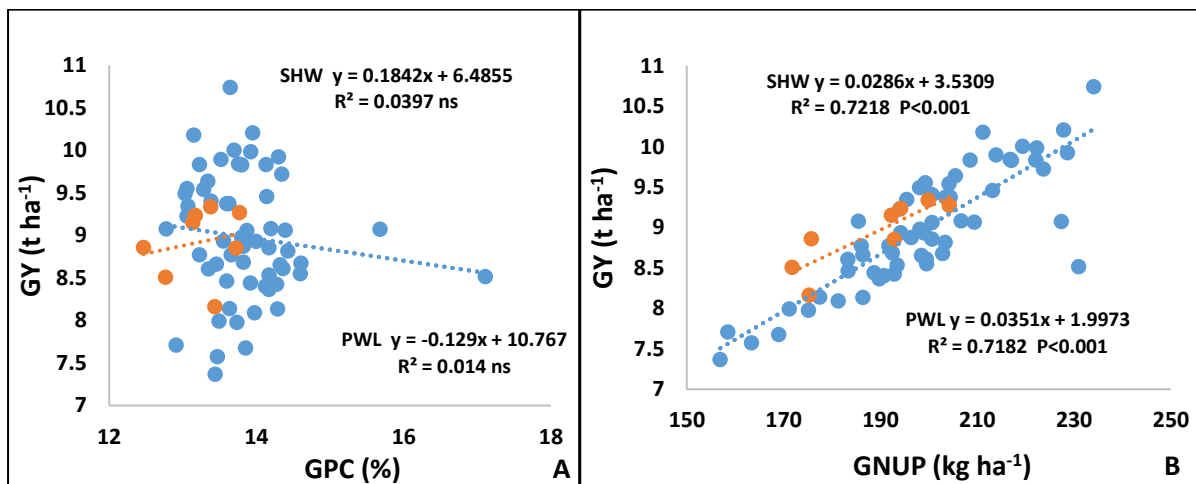 SHW y = 0.1842x + 6.4855
R² = 0.0397 ns
PWL y = -0.129x + 10.767
R² = 0.014 ns
GY (t ha⁻¹)
11
10.5
10
9.5
9
8.5
8
7.5
7
12
14
16
18
GPC (%)
A
SHW y = 0.0286x + 3.5309
R² = 0.7218 P<0.001
PWL y = 0.0351x + 1.9973
R² = 0.7182 P<0.001
GY (t ha⁻¹)
11
10.5
10
9.5
9
8.5
8
7.5
7
150
170
190
210
230
250
GNUP (kg ha⁻¹)
B